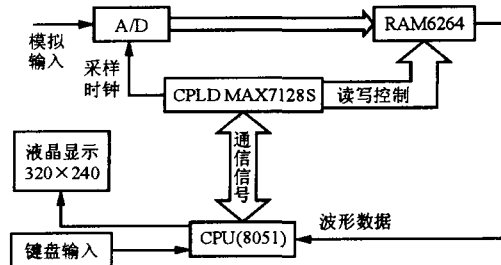 A/D
RAM6264
模拟
输入
采样
时钟
CPLD MAX7128S
读写控制
通信信号
液晶显示
320×240
波形数据
CPU(8051)
键盘输入